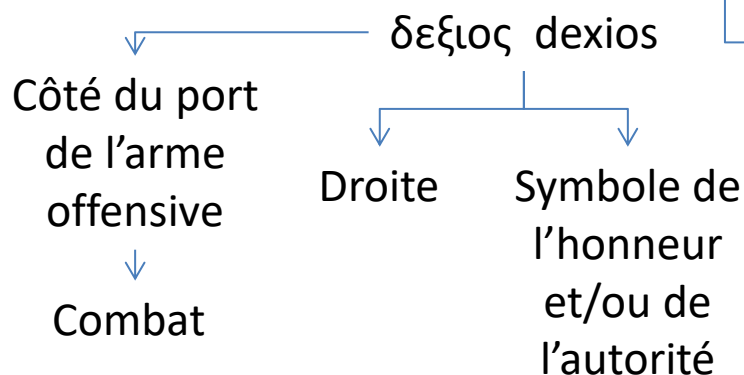 δεξιος dexios
Côté du port
de l’arme
offensive
Combat
Droite
Symbole de
l’honneur
et/ou de
l’autorité